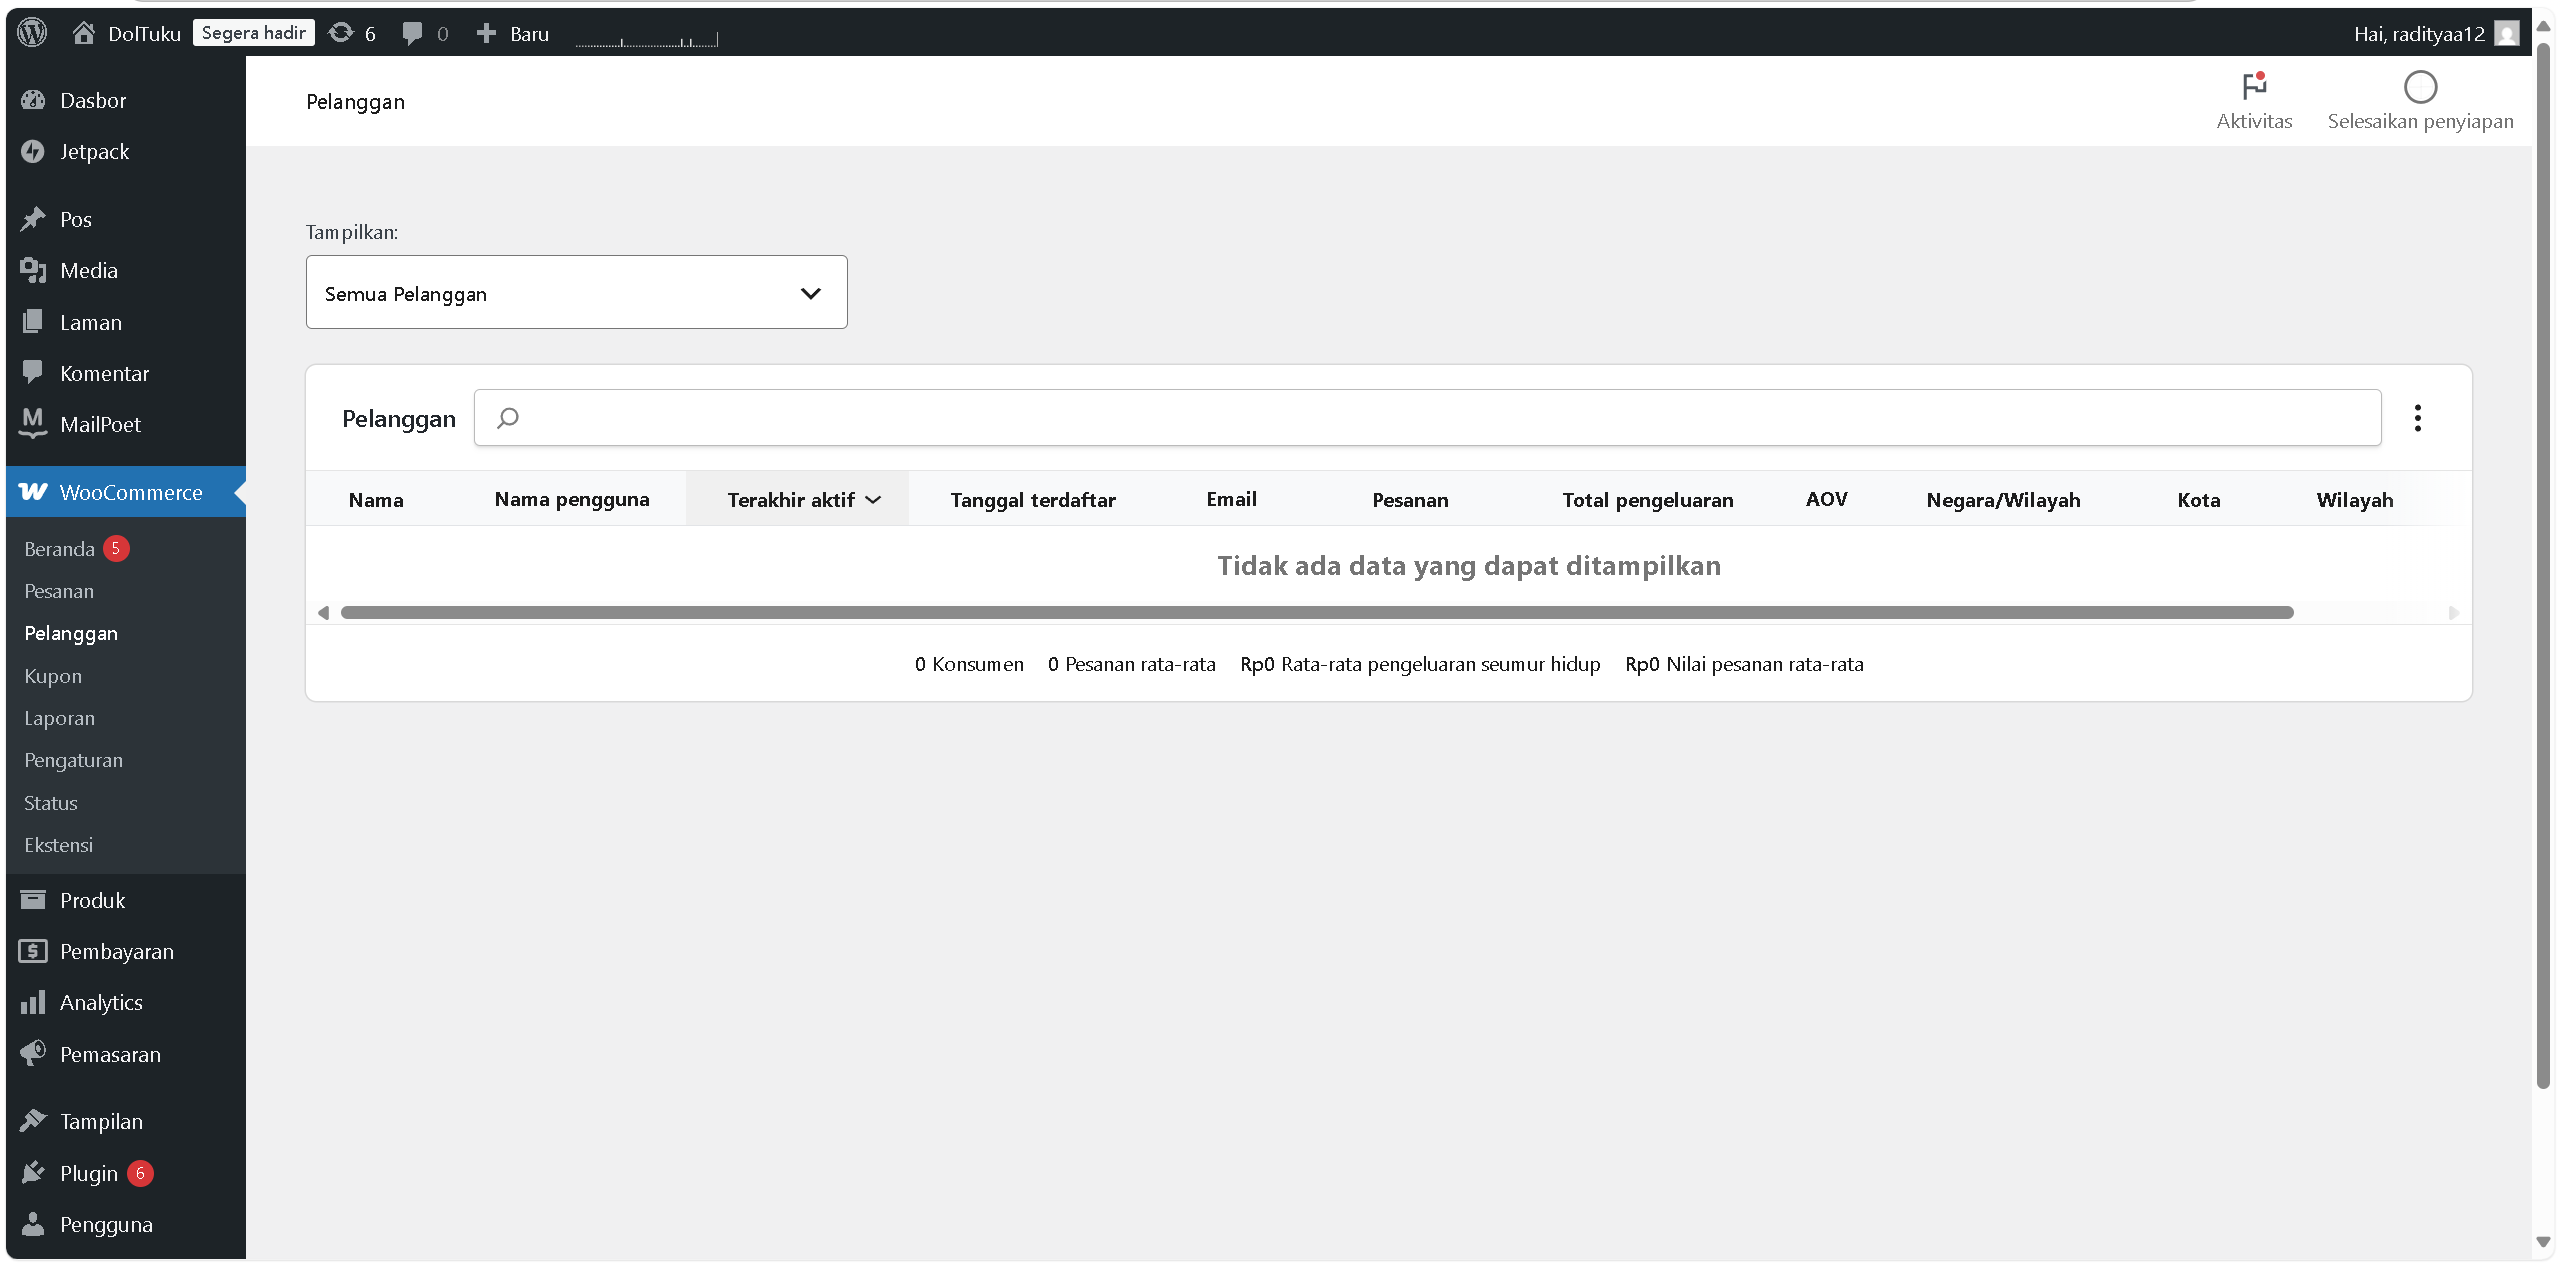 DolTuku Segera hadir 6 0 Baru Hai, radityaa12
Dasbor
Jetpack
Pos
Media
Laman
Komentar
MailPoet
WooCommerce
Beranda 5
Pesanan
Pelanggan
Kupon
Laporan
Pengaturan
Status
Ekstensi
Produk
Pembayaran
Analytics
Pemasaran
Tampilan
Plugin 6
Pengguna
Pelanggan
Aktivitas Selesaikan penyiapan
Tampilkan:
Semua Pelanggan
Pelanggan
Nama Nama pengguna Terakhir aktif Tanggal terdaftar Email Pesanan Total pengeluaran AOV Negara/Wilayah Kota Wilayah
Tidak ada data yang dapat ditampilkan
0 Konsumen 0 Pesanan rata-rata Rp0 Rata-rata pengeluaran seumur hidup Rp0 Nilai pesanan rata-rata